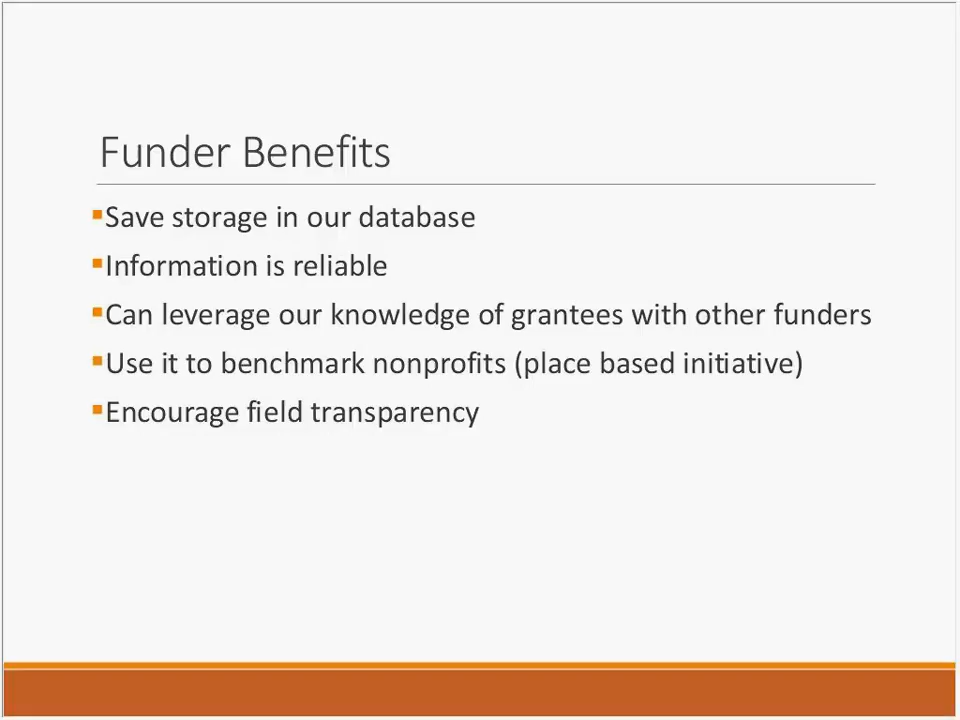 Funder Benefits
▪Save storage in our database
▪Information is reliable
▪Can leverage our knowledge of grantees with other funders
▪Use it to benchmark nonprofits (place based initiative)
▪Encourage field transparency